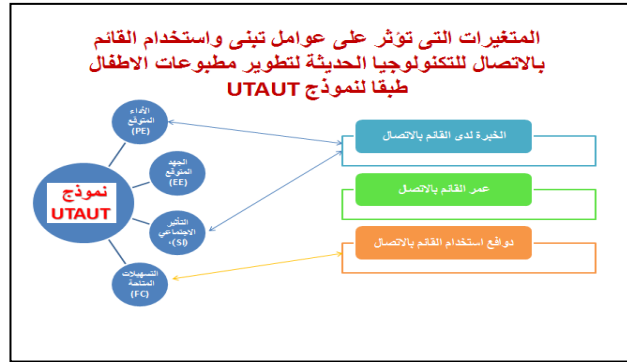 المتغيرات التى تؤثر على عوامل تبنى واستخدام القائم
بالاتصال للتكنولوجيا الحديثة لتطوير مطبوعات الاطفال
طبقا لنموذج UTAUT
الأداء
المتوقع
(PE)
الجهد
المتوقع
(EE)
نموذج
UTAUT
التأثير
الاجتماعي
(SI)٠
التسهيلات
المتاحة
(FC)
الخبرة لدى القائم بالاتصال
عمر القائم بالاتصال
دوافع استخدام القائم بالاتصال